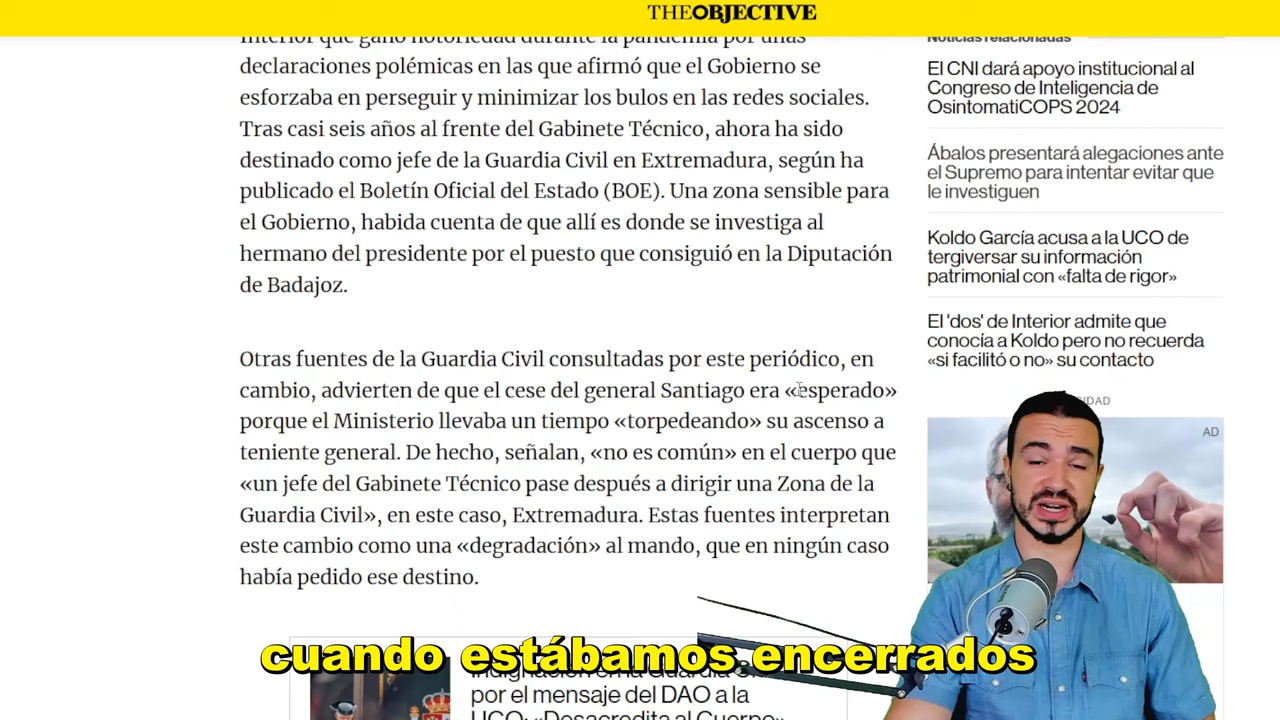 THEOBJECTIVE
Interior que ganó notoriedad durante la pandemia por unas
declaraciones polémicas en las que afirmó que el Gobierno se
esforzaba en perseguir y minimizar los bulos en las redes sociales.
Tras casi seis años al frente del Gabinete Técnico, ahora ha sido
destinado como jefe de la Guardia Civil en Extremadura, según ha
publicado el Boletín Oficial del Estado (BOE). Una zona sensible para
el Gobierno, habida cuenta de que allí es donde se investiga al
hermano del presidente por el puesto que consiguió en la Diputación
de Badajoz.
Otras fuentes de la Guardia Civil consultadas por este periódico, en
cambio, advierten de que el cese del general Santiago era «esperado»
porque el Ministerio llevaba un tiempo «torpedeando» su ascenso a
teniente general. De hecho, señalan, «no es común» en el cuerpo que
«un jefe del Gabinete Técnico pase después a dirigir una Zona de la
Guardia Civil», en este caso, Extremadura. Estas fuentes interpretan
este cambio como una «degradación» al mando, que en ningún caso
había pedido ese destino.
Noticias relacionadas
El CNI dará apoyo institucional al
Congreso de Inteligencia de
OsintomatiCOPS 2024
Ábalos presentará alegaciones ante
el Supremo para intentar evitar que
le investiguen
Koldo García acusa a la UCO de
tergiversar su información
patrimonial con «falta de rigor»
El 'dos' de Interior admite que
conocía a Koldo pero no recuerda
«si facilitó o no» su contacto
AD
cuando estábamos encerrados
Indignación en la Guardia
por el mensaje del DAO a la
UCO: «Desacredita al Cuerpo»